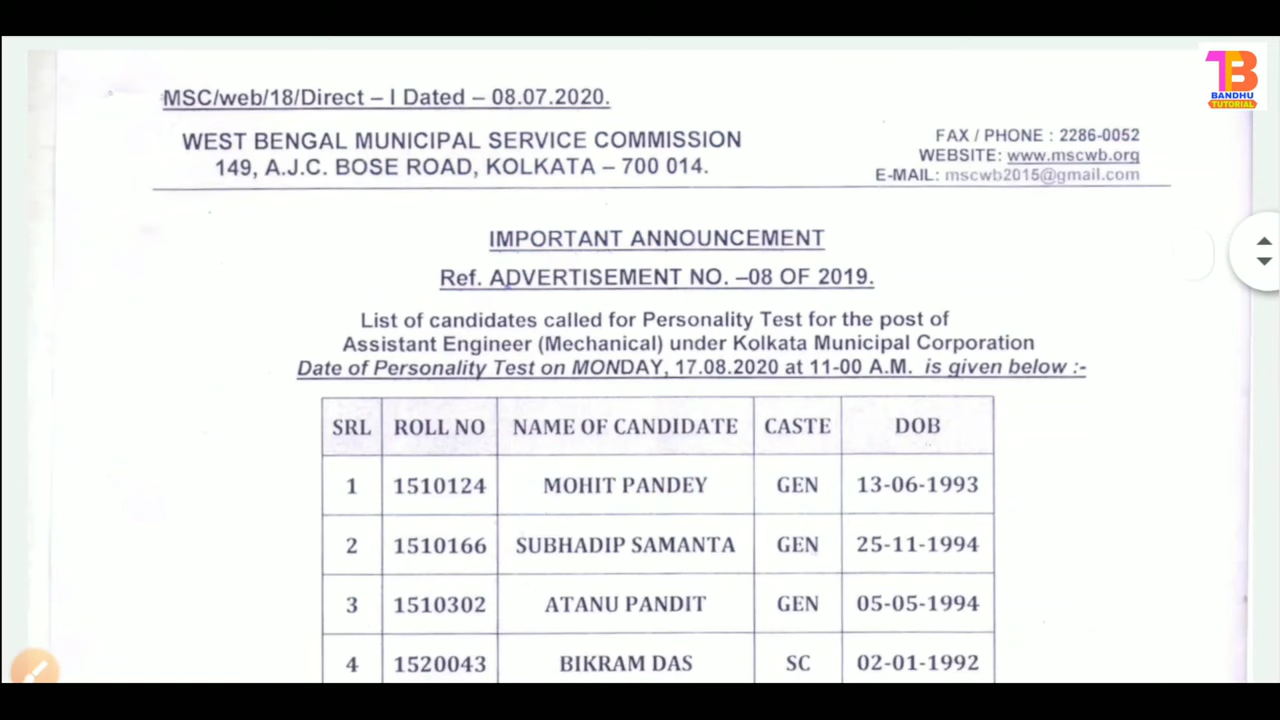 MSC/web/18/Direct – I Dated – 08.07.2020.
WEST BENGAL MUNICIPAL SERVICE COMMISSION
149, A.J.C. BOSE ROAD, KOLKATA – 700 014.
FAX / PHONE : 2286-0052
WEBSITE: www.mscwb.org
E-MAIL: mscwb2015@gmail.com
TB
BANDHU
TUTORIAL
IMPORTANT ANNOUNCEMENT
Ref. ADVERTISEMENT NO. –08 OF 2019.
List of candidates called for Personality Test for the post of
Assistant Engineer (Mechanical) under Kolkata Municipal Corporation
Date of Personality Test on MONDAY, 17.08.2020 at 11-00 A.M. is given below :-
SRL ROLL NO NAME OF CANDIDATE CASTE DOB
1 1510124 MOHIT PANDEY GEN 13-06-1993
2 1510166 SUBHADIP SAMANTA GEN 25-11-1994
3 1510302 ATANU PANDIT GEN 05-05-1994
4 1520043 BIKRAM DAS SC 02-01-1992